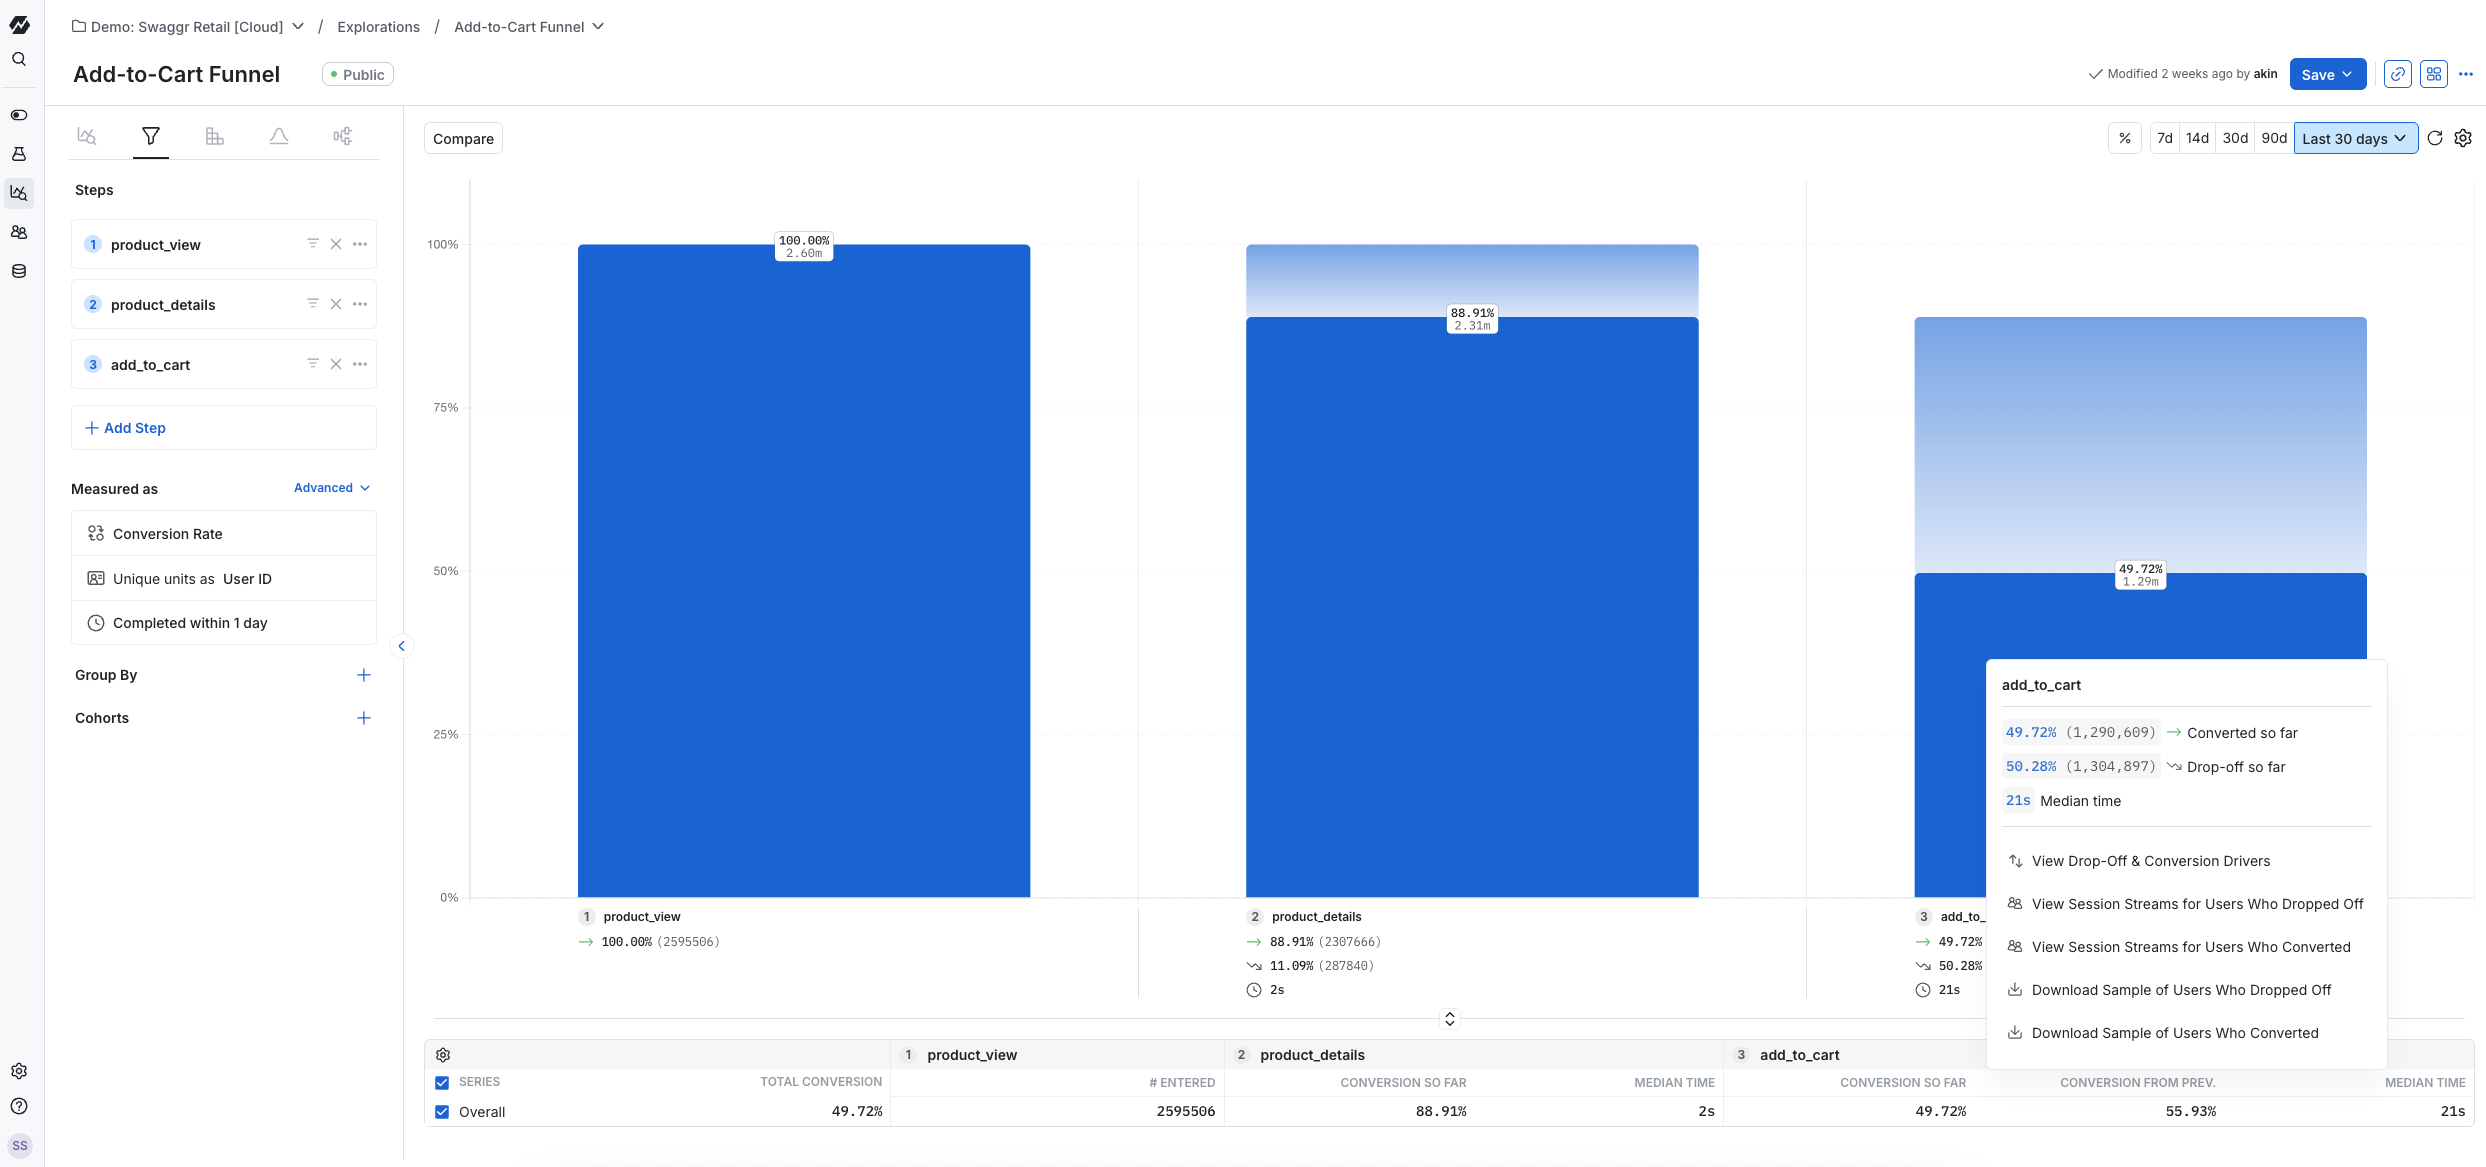 Demo: Swaggr Retail [Cloud] / Explorations / Add-to-Cart Funnel
Add-to-Cart Funnel
Public
Modified 2 weeks ago by akin
Save
Steps
1 product_view
2 product_details
3 add_to_cart
+ Add Step
Measured as
Advanced
Conversion Rate
Unique units as User ID
Completed within 1 day
Group By
Cohorts
SS
Compare
% 7d 14d 30d 90d Last 30 days
100%
75%
50%
25%
0%
100.00%
2.60m
88.91%
2.31m
49.72%
1.29m
1 product_view
100.00% (2595506)
2 product_details
88.91% (2307666)
11.09% (287840)
2s
3 add_to_
49.72%
50.28%
21s
add_to_cart
49.72% (1,290,609) Converted so far
50.28% (1,304,897) Drop-off so far
21s Median time
View Drop-Off & Conversion Drivers
View Session Streams for Users Who Dropped Off
View Session Streams for Users Who Converted
Download Sample of Users Who Dropped Off
Download Sample of Users Who Converted
1 product_view 2 product_details 3 add_to_cart
SERIES TOTAL CONVERSION # ENTERED CONVERSION SO FAR MEDIAN TIME CONVERSION SO FAR CONVERSION FROM PREV. MEDIAN TIME
Overall 49.72% 2595506 88.91% 2s 49.72% 55.93% 21s